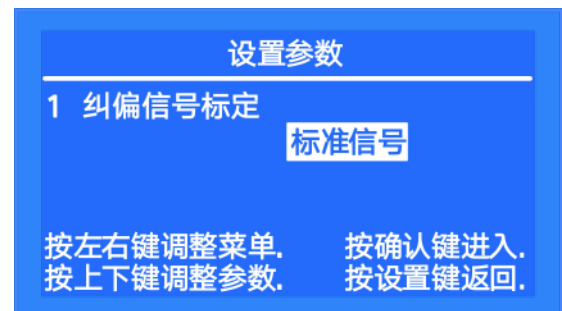 设置参数
1 纠偏信号标定
标准信号
按左右键调整菜单. 按确认键进入.
按上下键调整参数. 按设置键返回.